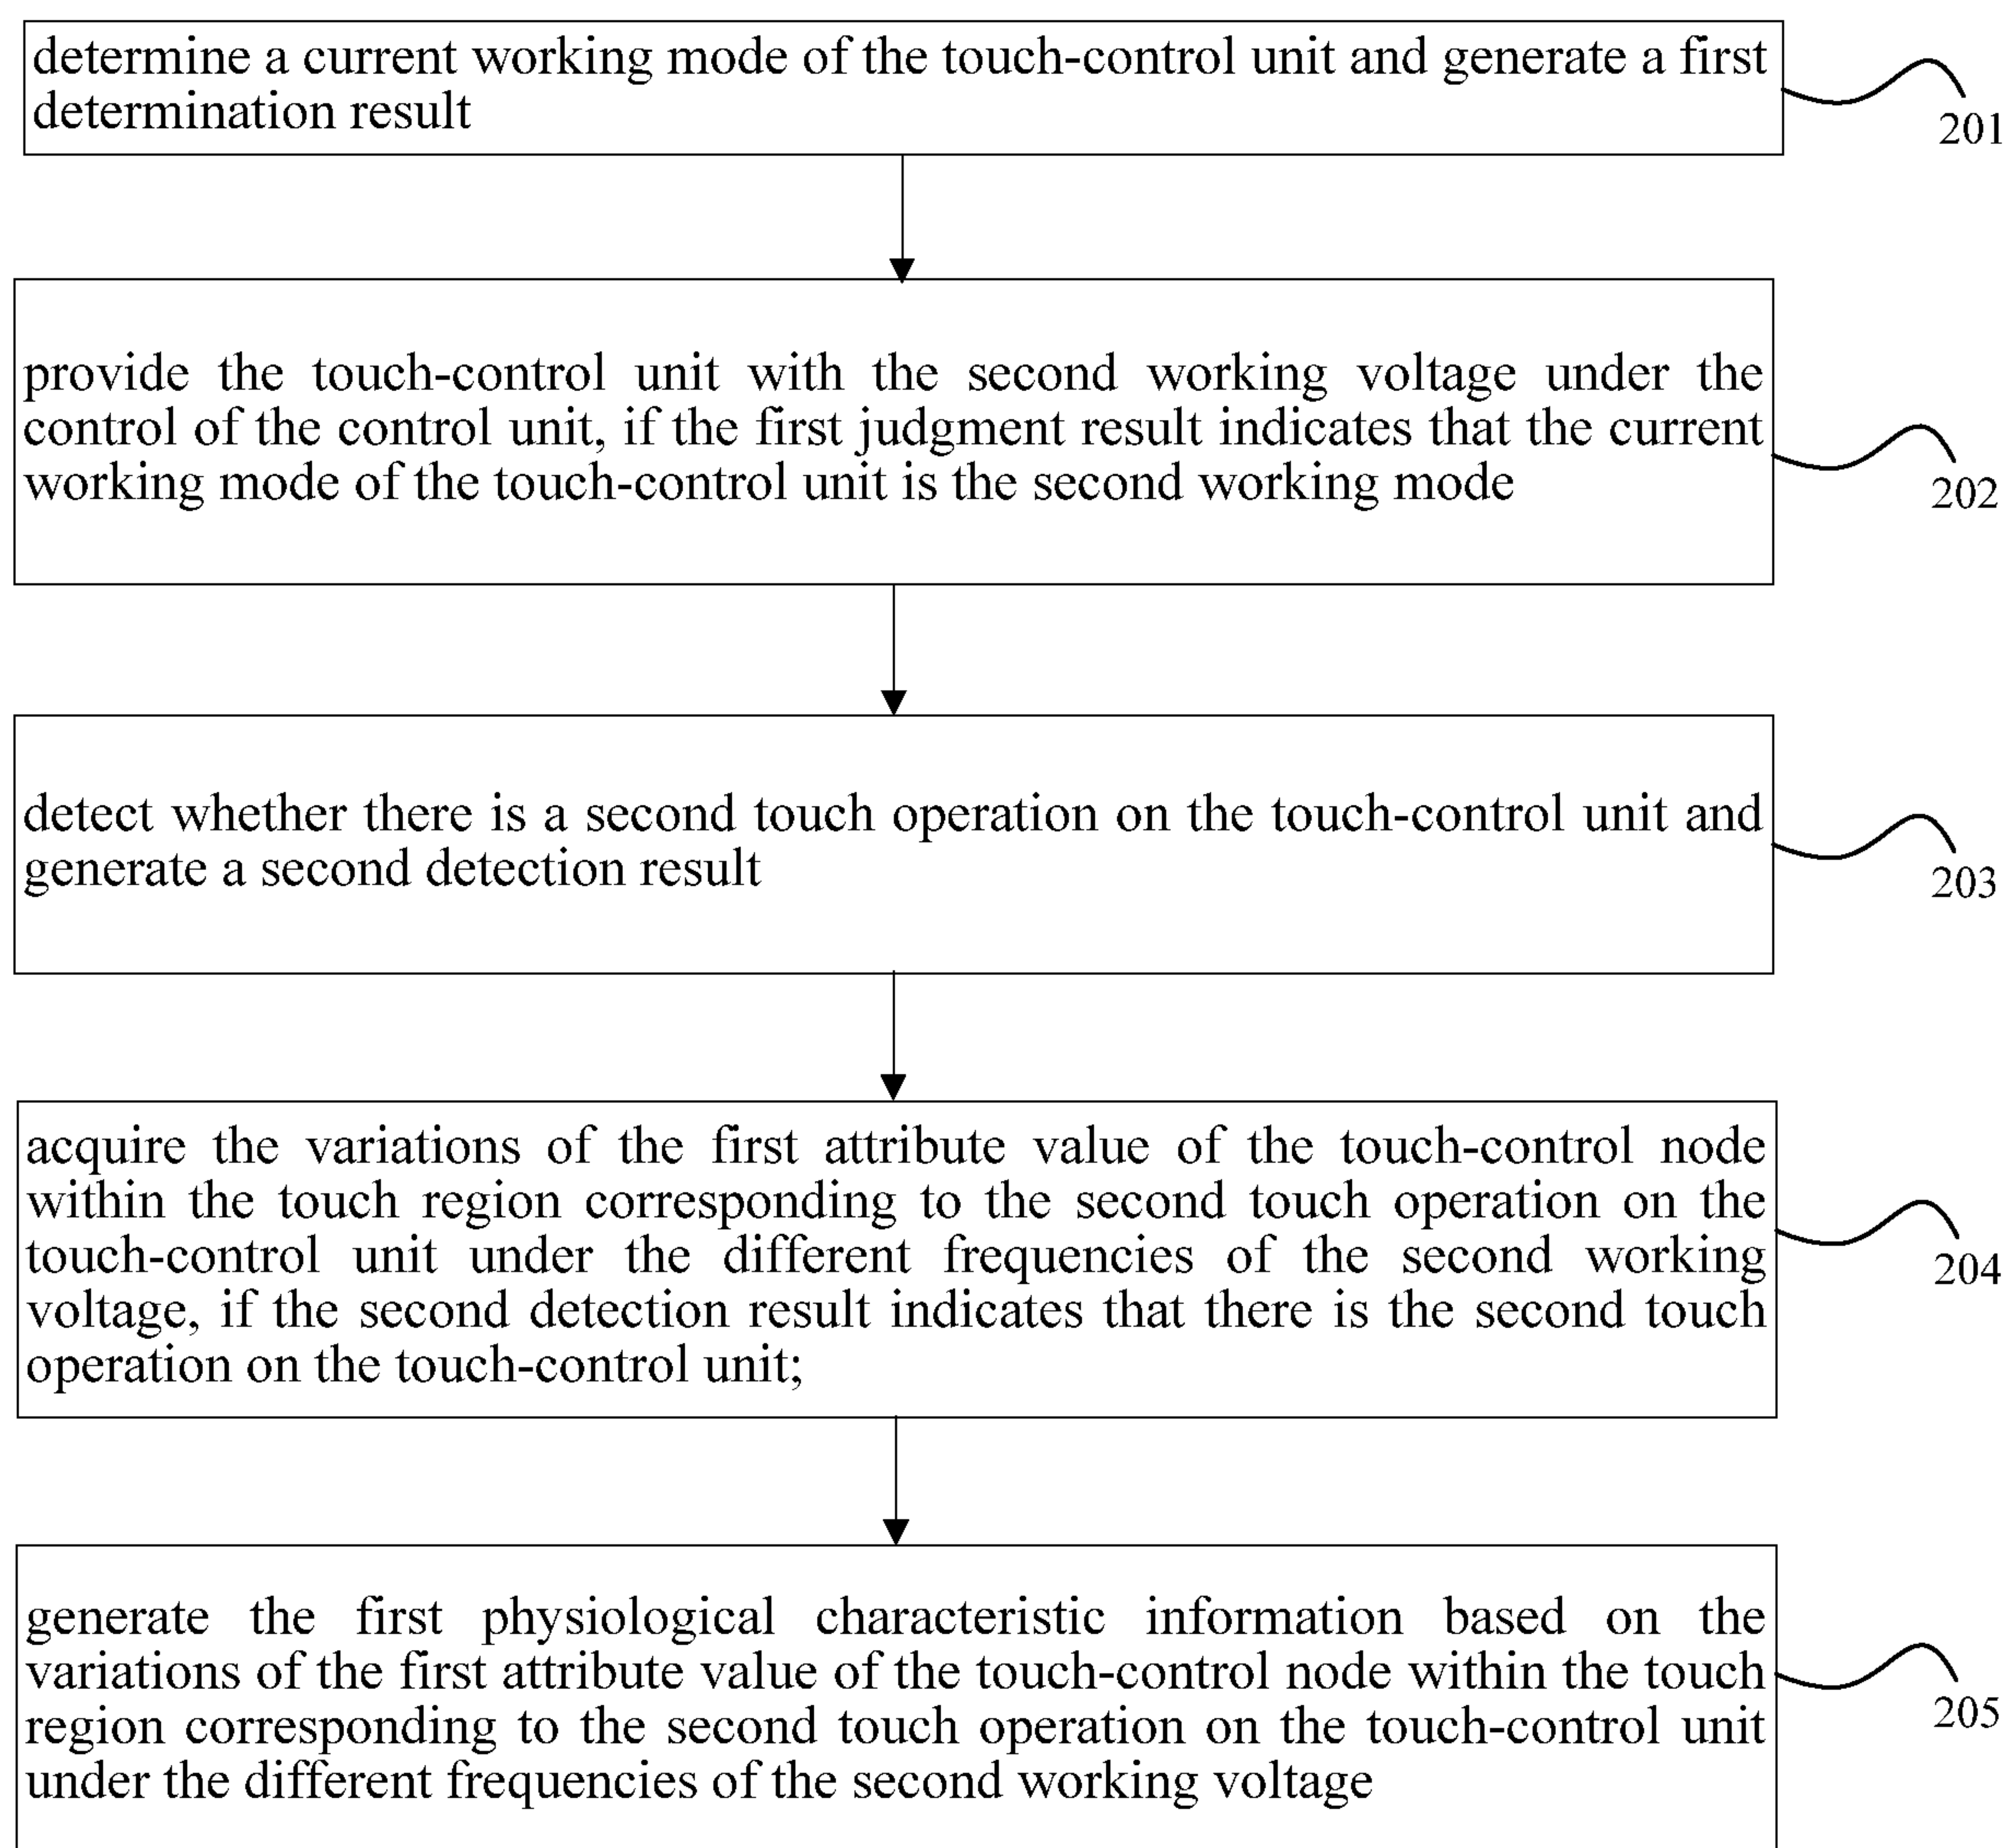 determine a current working mode of the touch-control unit and generate a first
determination result
201
provide the touch-control unit with the second working voltage under the
control of the control unit, if the first judgment result indicates that the current
working mode of the touch-control unit is the second working mode
202
detect whether there is a second touch operation on the touch-control unit and
generate a second detection result
203
acquire the variations of the first attribute value of the touch-control node
within the touch region corresponding to the second touch operation on the
touch-control unit under the different frequencies of the second working
voltage, if the second detection result indicates that there is the second touch
operation on the touch-control unit;
204
generate the first physiological characteristic information based on the
variations of the first attribute value of the touch-control node within the touch
region corresponding to the second touch operation on the touch-control unit
under the different frequencies of the second working voltage
205